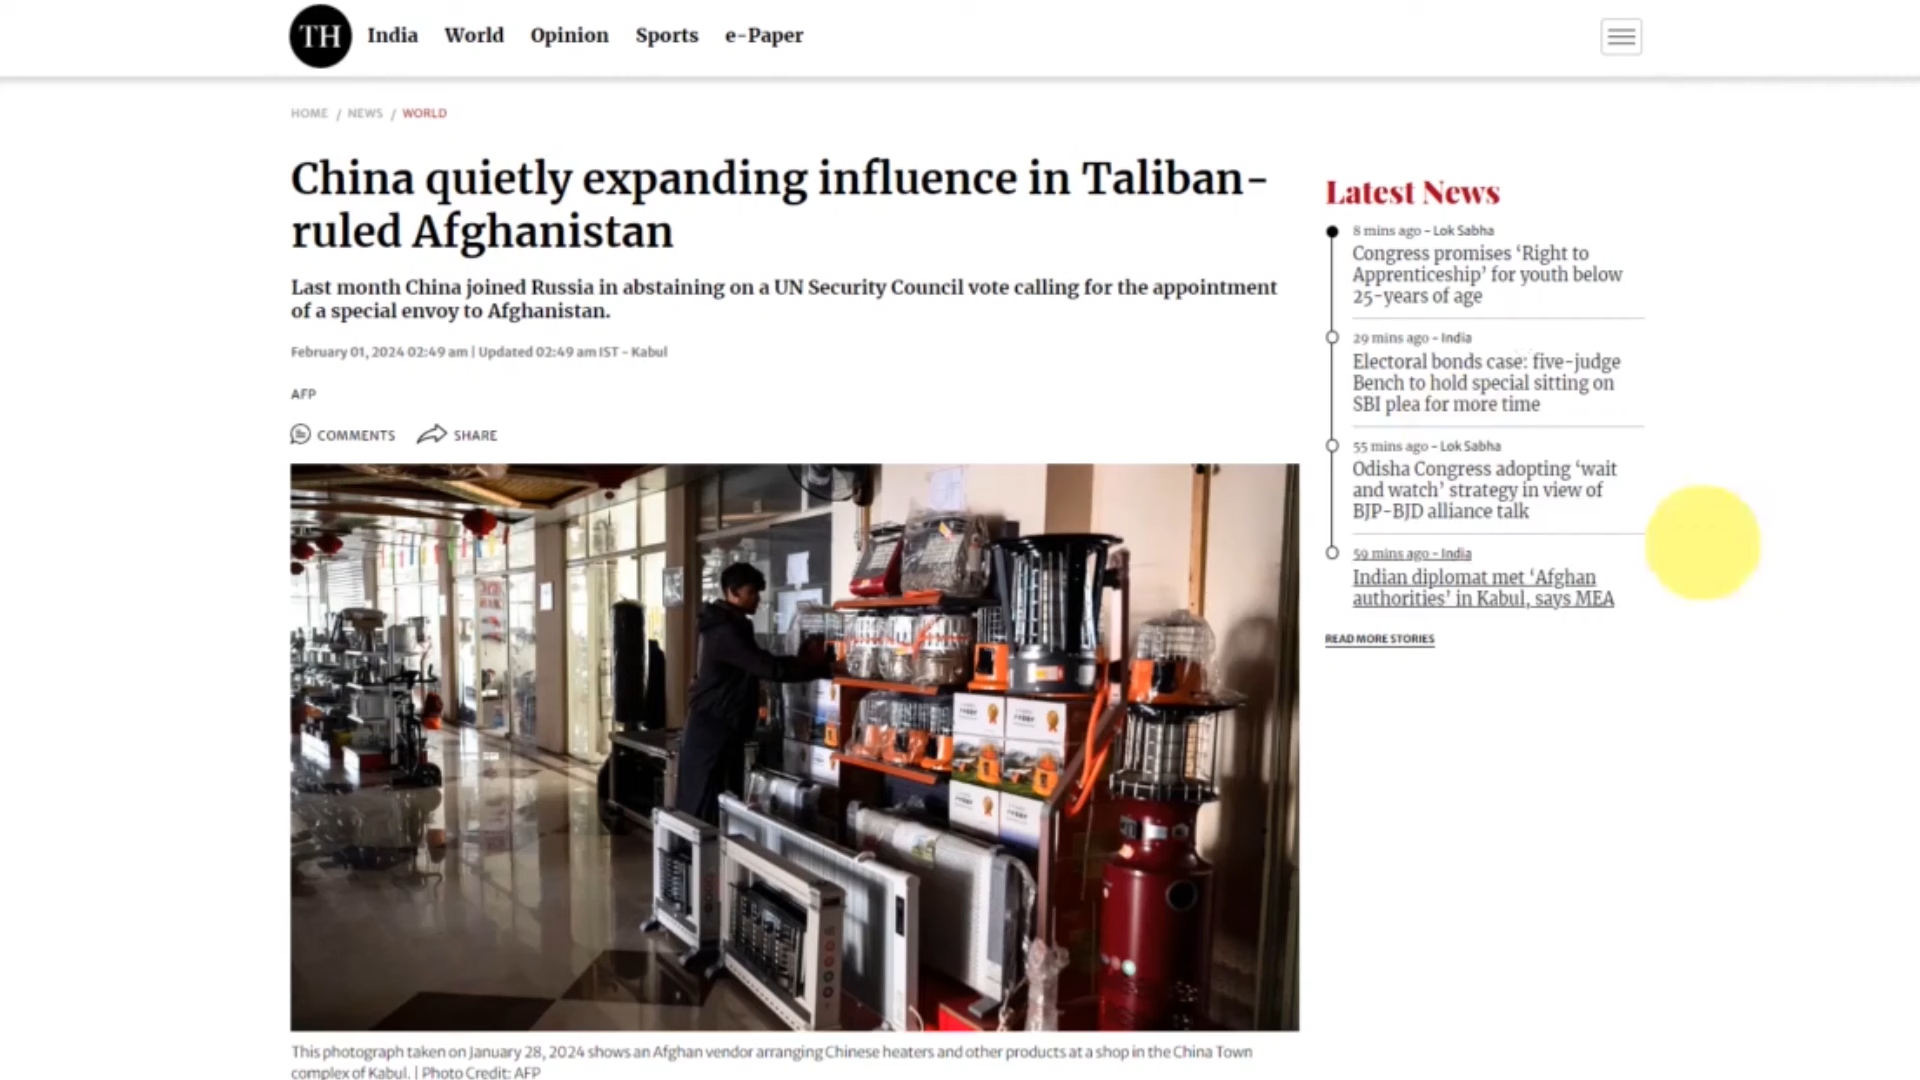 TH India World Opinion Sports e-Paper
HOME / NEWS / WORLD
China quietly expanding influence in Taliban-
ruled Afghanistan
Last month China joined Russia in abstaining on a UN Security Council vote calling for the appointment
of a special envoy to Afghanistan.
February 01, 2024 02:49 am | Updated 02:49 am IST - Kabul
AFP
COMMENTS SHARE
This photograph taken on January 28, 2024 shows an Afghan vendor arranging Chinese heaters and other products at a shop in the China Town
complex of Kabul. | Photo Credit: AFP
Latest News
8 mins ago - Lok Sabha
Congress promises ‘Right to
Apprenticeship’ for youth below
25-years of age
29 mins ago - India
Electoral bonds case: five-judge
Bench to hold special sitting on
SBI plea for more time
55 mins ago - Lok Sabha
Odisha Congress adopting ‘wait
and watch’ strategy in view of
BJP-BJD alliance talk
59 mins ago - India
Indian diplomat met ‘Afghan
authorities’ in Kabul, says MEA
READ MORE STORIES